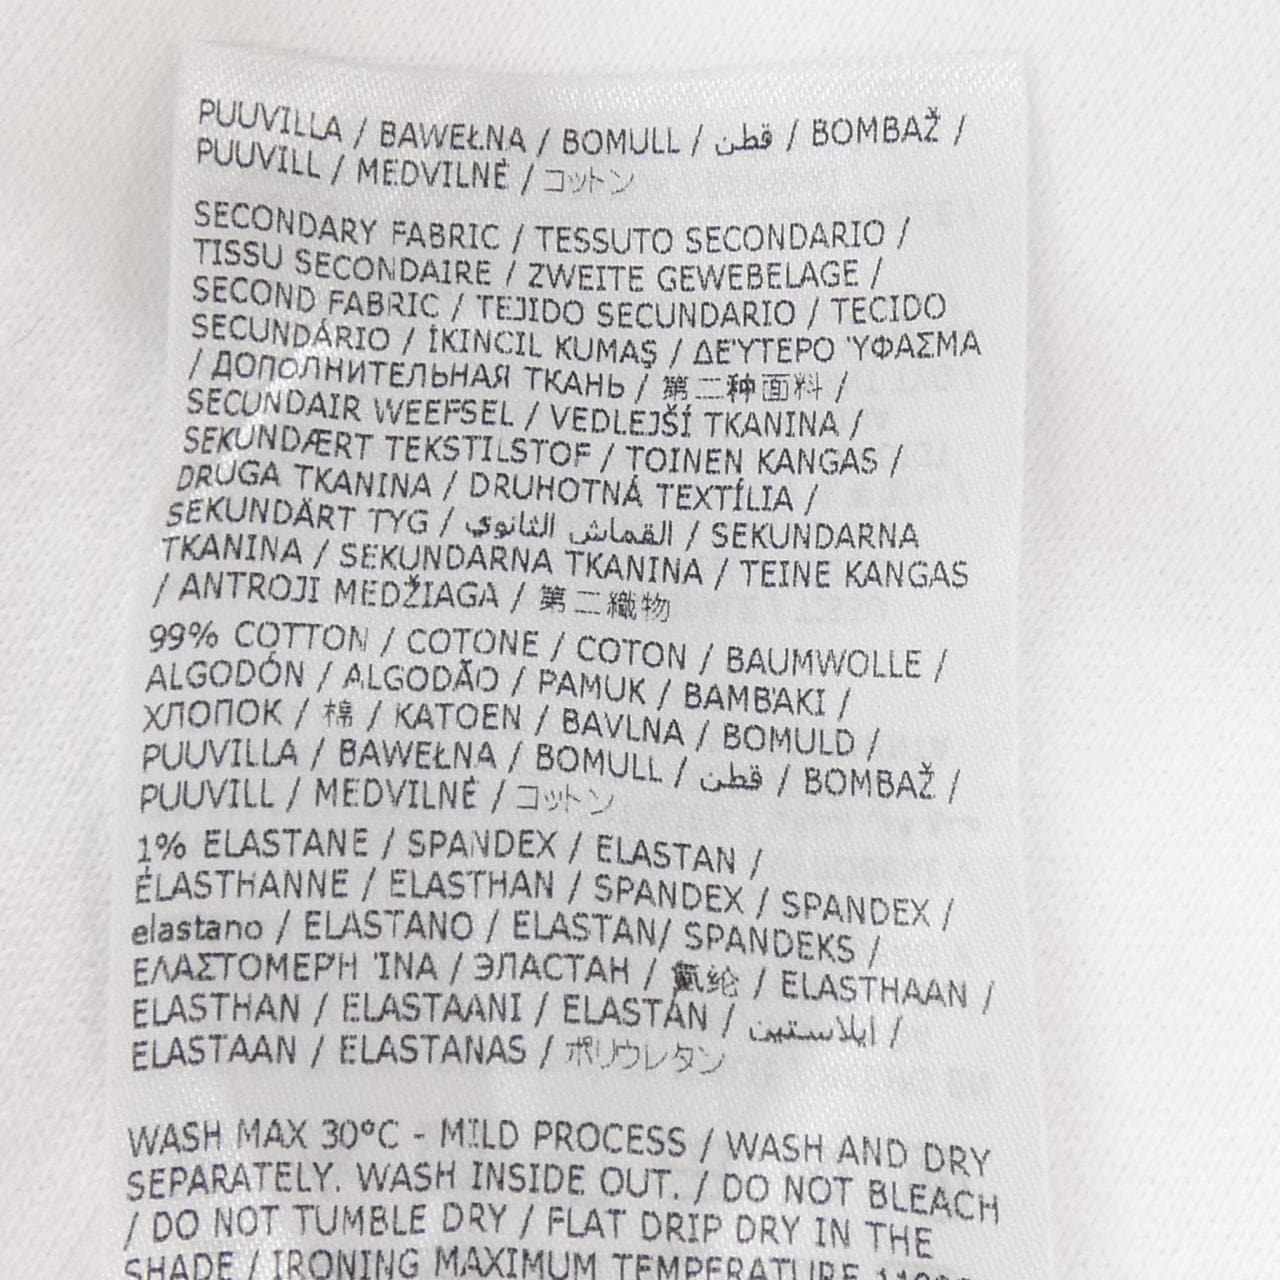 PUUVILLA / BAWEŁNA / BOMULL / قطن / BOMBAŽ /
PUUVILL / MEDVILNĖ / コットン
SECONDARY FABRIC / TESSUTO SECONDARIO /
TISSU SECONDAIRE / ZWEITE GEWEBELAGE /
SECOND FABRIC / TEJIDO SECUNDARIO / TECIDO
SECUNDÁRIO / İKINCIL KUMAŞ / ΔΕΎΤΕΡΟ ΎΦΑΣΜΑ
/ ДОПОЛНИТЕЛЬНАЯ ТКАНЬ / 第二种面料 /
SECUNDAIR WEEFSEL / VEDLEJŠÍ TKANINA /
SEKUNDÆRT TEKSTILSTOF / TOINEN KANGAS /
DRUGA TKANINA / DRUHOTNÁ TEXTÍLIA /
SEKUNDÄRT TYG / القماش الثانوي / SEKUNDARNA
TKANINA / SEKUNDARNA TKANINA / TEINE KANGAS
/ ANTROJI MEDŽIAGA / 第二織物
99% COTTON / COTONE / COTON / BAUMWOLLE /
ALGODÓN / ALGODÃO / PAMUK / ΒΑΜΒΆΚΙ /
ХЛОПОК / 棉 / KATOEN / BAVLNA / BOMULD /
PUUVILLA / BAWEŁNA / BOMULL / قطن / BOMBAŽ /
PUUVILL / MEDVILNĖ / コットン
1% ELASTANE / SPANDEX / ELASTAN /
ÉLASTHANNE / ELASTHAN / SPANDEX / SPANDEX /
elastano / ELASTANO / ELASTAN/ SPANDEKS /
ΕΛΑΣΤΟΜΕΡΉ ΊΝΑ / ЭЛАСТАН / 氨纶 / ELASTHAAN /
ELASTHAN / ELASTAANI / ELASTÁN / ايلاستين /
ELASTAAN / ELASTANAS / ポリウレタン
WASH MAX 30°C - MILD PROCESS / WASH AND DRY
SEPARATELY. WASH INSIDE OUT. / DO NOT BLEACH
/ DO NOT TUMBLE DRY / FLAT DRIP DRY IN THE
SHADE / IRONING MAXIMUM TEMPERATURE